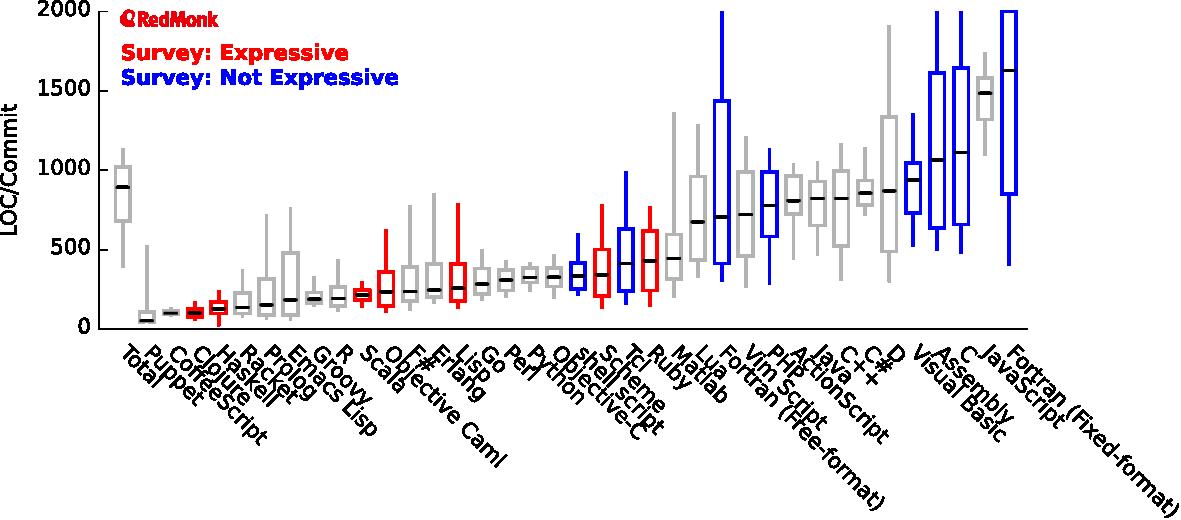 2000
1500
1000
500
0
LOC/Commit
RedMonk
Survey: Expressive
Survey: Not Expressive
Total
Puppet
CoffeeScript
Clojure
Haskell
Racket
Prolog
Emacs Lisp
Groovy
R
Scala
Objective Caml
F#
Erlang
Lisp
Go
Perl
Python
Objective-C
shell script
Scheme
Tcl
Ruby
Matlab
Lua
Fortran (Free-format)
Vim Script
PHP
ActionScript
Java
C++
C#
D
Visual Basic
Assembly
C
JavaScript
Fortran (Fixed-format)